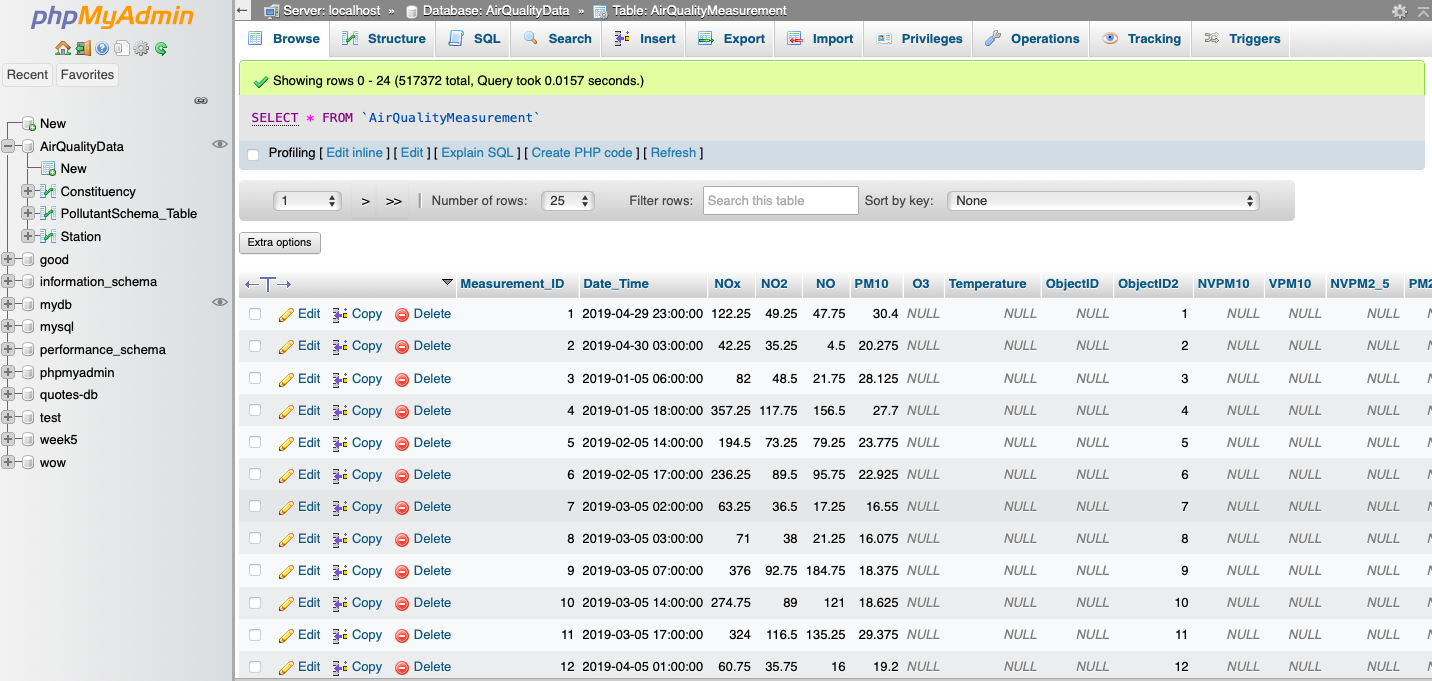 phpMyAdmin
Recent Favorites
New
AirQualityData
New
Constituency
PollutantSchema_Table
Station
good
information_schema
mydb
mysql
performance_schema
phpmyadmin
quotes-db
test
week5
wow
Server: localhost » Database: AirQualityData » Table: AirQualityMeasurement
Browse Structure SQL Search Insert Export Import Privileges Operations Tracking Triggers
Showing rows 0 - 24 (517372 total, Query took 0.0157 seconds.)
SELECT * FROM `AirQualityMeasurement`
Profiling [ Edit inline ] [ Edit ] [ Explain SQL ] [ Create PHP code ] [ Refresh ]
1 > >> | Number of rows: 25 Filter rows: Search this table Sort by key: None
Extra options
←T→ Measurement_ID Date_Time NOx NO2 NO PM10 O3 Temperature ObjectID ObjectID2 NVPM10 VPM10 NVPM2_5 PM2
Edit Copy Delete 1 2019-04-29 23:00:00 122.25 49.25 47.75 30.4 NULL NULL NULL 1 NULL NULL NULL
Edit Copy Delete 2 2019-04-30 03:00:00 42.25 35.25 4.5 20.275 NULL NULL NULL 2 NULL NULL NULL
Edit Copy Delete 3 2019-01-05 06:00:00 82 48.5 21.75 28.125 NULL NULL NULL 3 NULL NULL NULL
Edit Copy Delete 4 2019-01-05 18:00:00 357.25 117.75 156.5 27.7 NULL NULL NULL 4 NULL NULL NULL
Edit Copy Delete 5 2019-02-05 14:00:00 194.5 73.25 79.25 23.775 NULL NULL NULL 5 NULL NULL NULL
Edit Copy Delete 6 2019-02-05 17:00:00 236.25 89.5 95.75 22.925 NULL NULL NULL 6 NULL NULL NULL
Edit Copy Delete 7 2019-03-05 02:00:00 63.25 36.5 17.25 16.55 NULL NULL NULL 7 NULL NULL NULL
Edit Copy Delete 8 2019-03-05 03:00:00 71 38 21.25 16.075 NULL NULL NULL 8 NULL NULL NULL
Edit Copy Delete 9 2019-03-05 07:00:00 376 92.75 184.75 18.375 NULL NULL NULL 9 NULL NULL NULL
Edit Copy Delete 10 2019-03-05 14:00:00 274.75 89 121 18.625 NULL NULL NULL 10 NULL NULL NULL
Edit Copy Delete 11 2019-03-05 17:00:00 324 116.5 135.25 29.375 NULL NULL NULL 11 NULL NULL NULL
Edit Copy Delete 12 2019-04-05 01:00:00 60.75 35.75 16 19.2 NULL NULL NULL 12 NULL NULL NULL